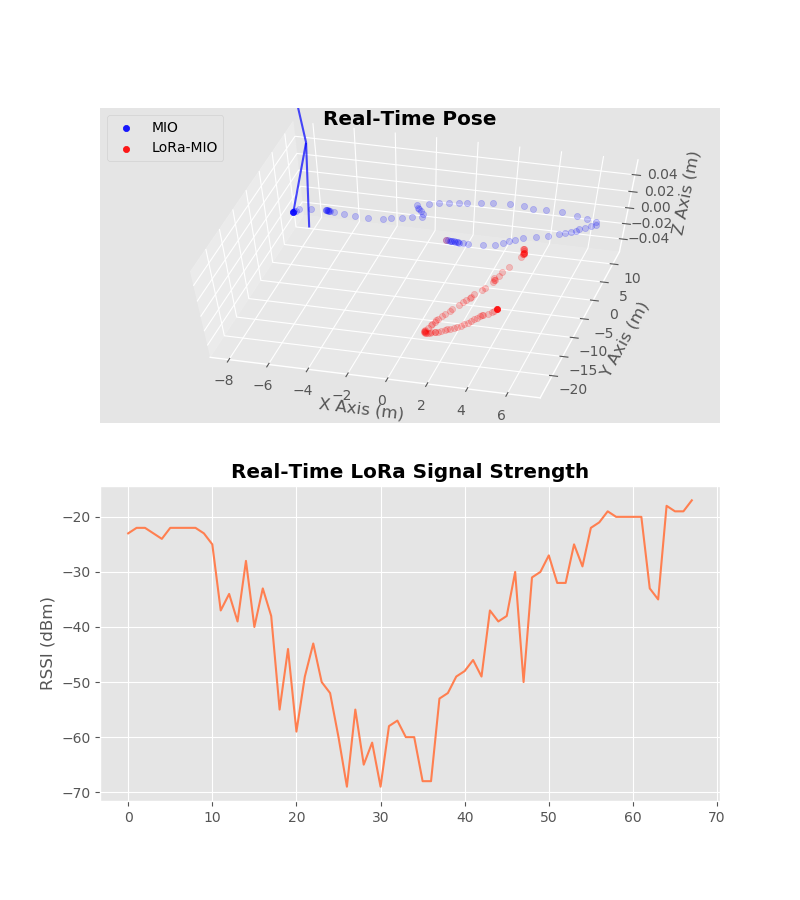 Real-Time Pose
MIO
LoRa-MIO
0.04
0.02
0.00
−0.02
−0.04
Z Axis (m)
10
5
0
−5
−10
−15
−20
Y Axis (m)
−8
−6
−4
−2
0
2
4
6
X Axis (m)
Real-Time LoRa Signal Strength
−20
−30
−40
−50
−60
−70
RSSI (dBm)
0 10 20 30 40 50 60 70